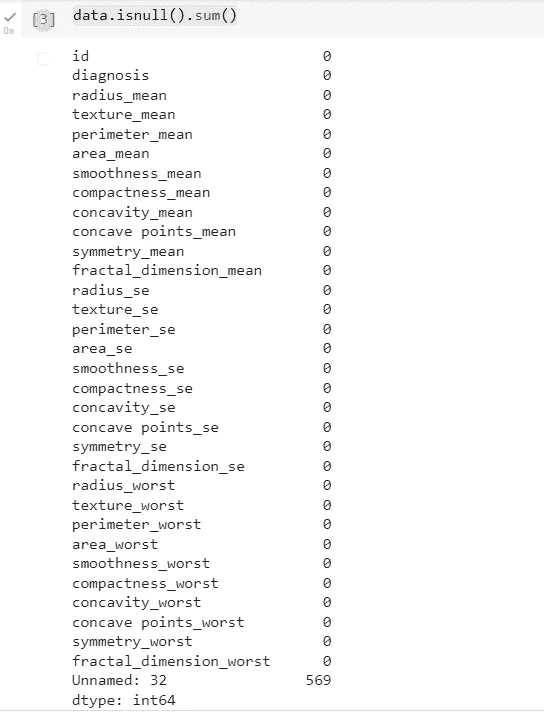 [3] data.isnull().sum()
0s
id 0
diagnosis 0
radius_mean 0
texture_mean 0
perimeter_mean 0
area_mean 0
smoothness_mean 0
compactness_mean 0
concavity_mean 0
concave points_mean 0
symmetry_mean 0
fractal_dimension_mean 0
radius_se 0
texture_se 0
perimeter_se 0
area_se 0
smoothness_se 0
compactness_se 0
concavity_se 0
concave points_se 0
symmetry_se 0
fractal_dimension_se 0
radius_worst 0
texture_worst 0
perimeter_worst 0
area_worst 0
smoothness_worst 0
compactness_worst 0
concavity_worst 0
concave points_worst 0
symmetry_worst 0
fractal_dimension_worst 0
Unnamed: 32 569
dtype: int64